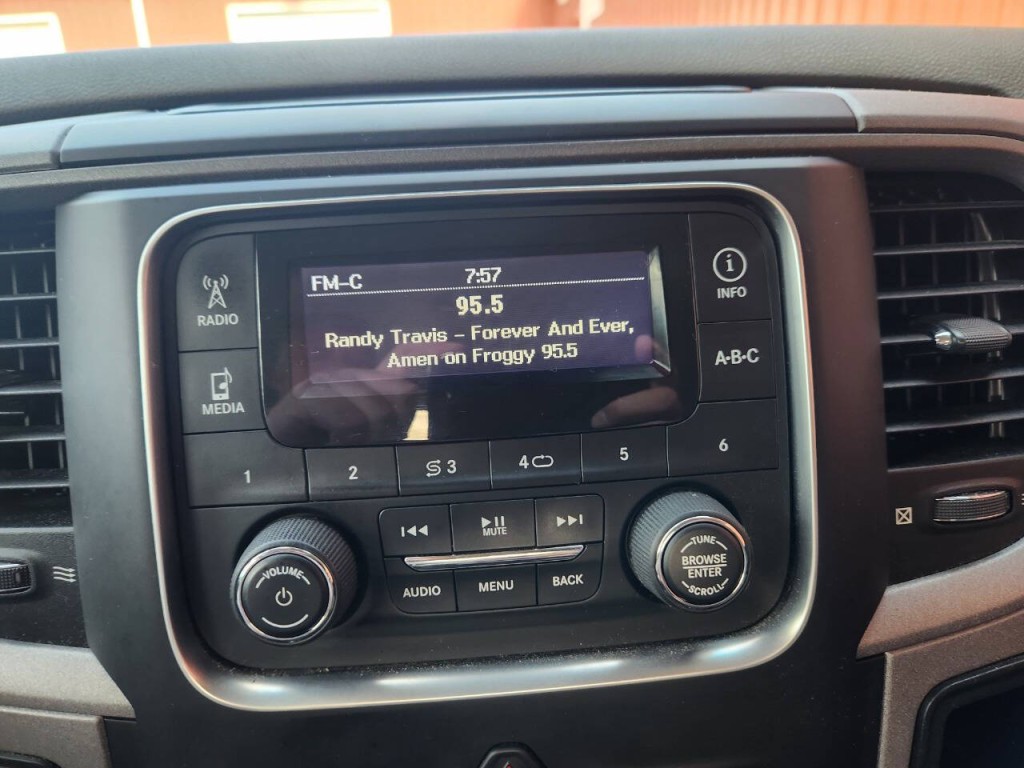 FM-C 7:57
95.5
Randy Travis - Forever And Ever,
Amen on Froggy 95.5
RADIO
MEDIA
INFO
A-B-C
1 2 3 4 5 6
MUTE
AUDIO MENU BACK
VOLUME
TUNE
BROWSE
ENTER
SCROLL